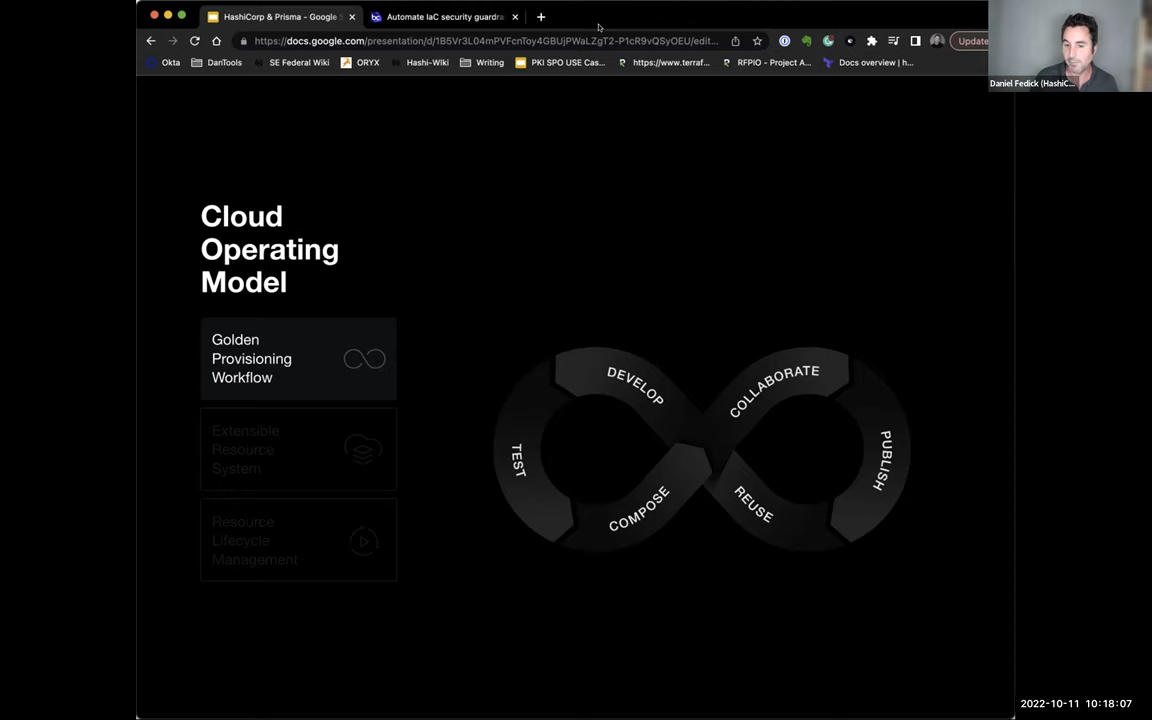 HashiCorp & Prisma - Google S
Automate IaC security guardra
https://docs.google.com/presentation/d/1B5Vr3L04mPVFcnToy4GBUjPWaLZgT2-P1cR9vQSyOEU/edit...
Update
Okta
DanTools
SE Federal Wiki
ORYX
Hashi-Wiki
Writing
PKI SPO USE Cas...
https://www.terraf...
RFPIO - Project A...
Docs overview | h...
Daniel Fedick (HashiC...
Cloud
Operating
Model
Golden
Provisioning
Workflow
Extensible
Resource
System
Resource
Lifecycle
Management
DEVELOP
COLLABORATE
TEST
PUBLISH
COMPOSE
REUSE
2022-10-11 10:18:07